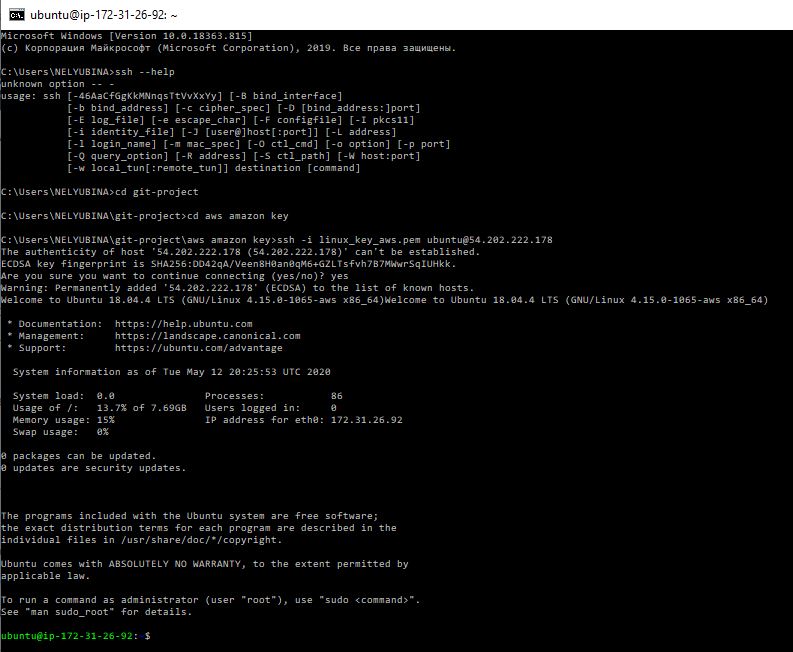 ubuntu@ip-172-31-26-92: ~
Microsoft Windows [Version 10.0.18363.815]
(c) Корпорация Майкрософт (Microsoft Corporation), 2019. Все права защищены.
C:\Users\NELYUBINA>ssh --help
unknown option -- -
usage: ssh [-46AaCfGgKkMNnqsTtVvXxYy] [-B bind_interface]
[-b bind_address] [-c cipher_spec] [-D [bind_address:]port]
[-E log_file] [-e escape_char] [-F configfile] [-I pkcs11]
[-i identity_file] [-J [user@]host[:port]] [-L address]
[-l login_name] [-m mac_spec] [-O ctl_cmd] [-o option] [-p port]
[-Q query_option] [-R address] [-S ctl_path] [-W host:port]
[-w local_tun[:remote_tun]] destination [command]
C:\Users\NELYUBINA>cd git-project
C:\Users\NELYUBINA\git-project>cd aws amazon key
C:\Users\NELYUBINA\git-project\aws amazon key>ssh -i linux_key_aws.pem ubuntu@54.202.222.178
The authenticity of host '54.202.222.178 (54.202.222.178)' can't be established.
ECDSA key fingerprint is SHA256:DD42qA/Veen8H0an0qM6+GZLTsfvh7B7MWwrSqIUHkk.
Are you sure you want to continue connecting (yes/no)? yes
Warning: Permanently added '54.202.222.178' (ECDSA) to the list of known hosts.
Welcome to Ubuntu 18.04.4 LTS (GNU/Linux 4.15.0-1065-aws x86_64)Welcome to Ubuntu 18.04.4 LTS (GNU/Linux 4.15.0-1065-aws x86_64)
* Documentation: https://help.ubuntu.com
* Management: https://landscape.canonical.com
* Support: https://ubuntu.com/advantage
System information as of Tue May 12 20:25:53 UTC 2020
System load: 0.0 Processes: 86
Usage of /: 13.7% of 7.69GB Users logged in: 0
Memory usage: 15% IP address for eth0: 172.31.26.92
Swap usage: 0%
0 packages can be updated.
0 updates are security updates.
The programs included with the Ubuntu system are free software;
the exact distribution terms for each program are described in the
individual files in /usr/share/doc/*/copyright.
Ubuntu comes with ABSOLUTELY NO WARRANTY, to the extent permitted by
applicable law.
To run a command as administrator (user "root"), use "sudo <command>".
See "man sudo_root" for details.
ubuntu@ip-172-31-26-92:~$